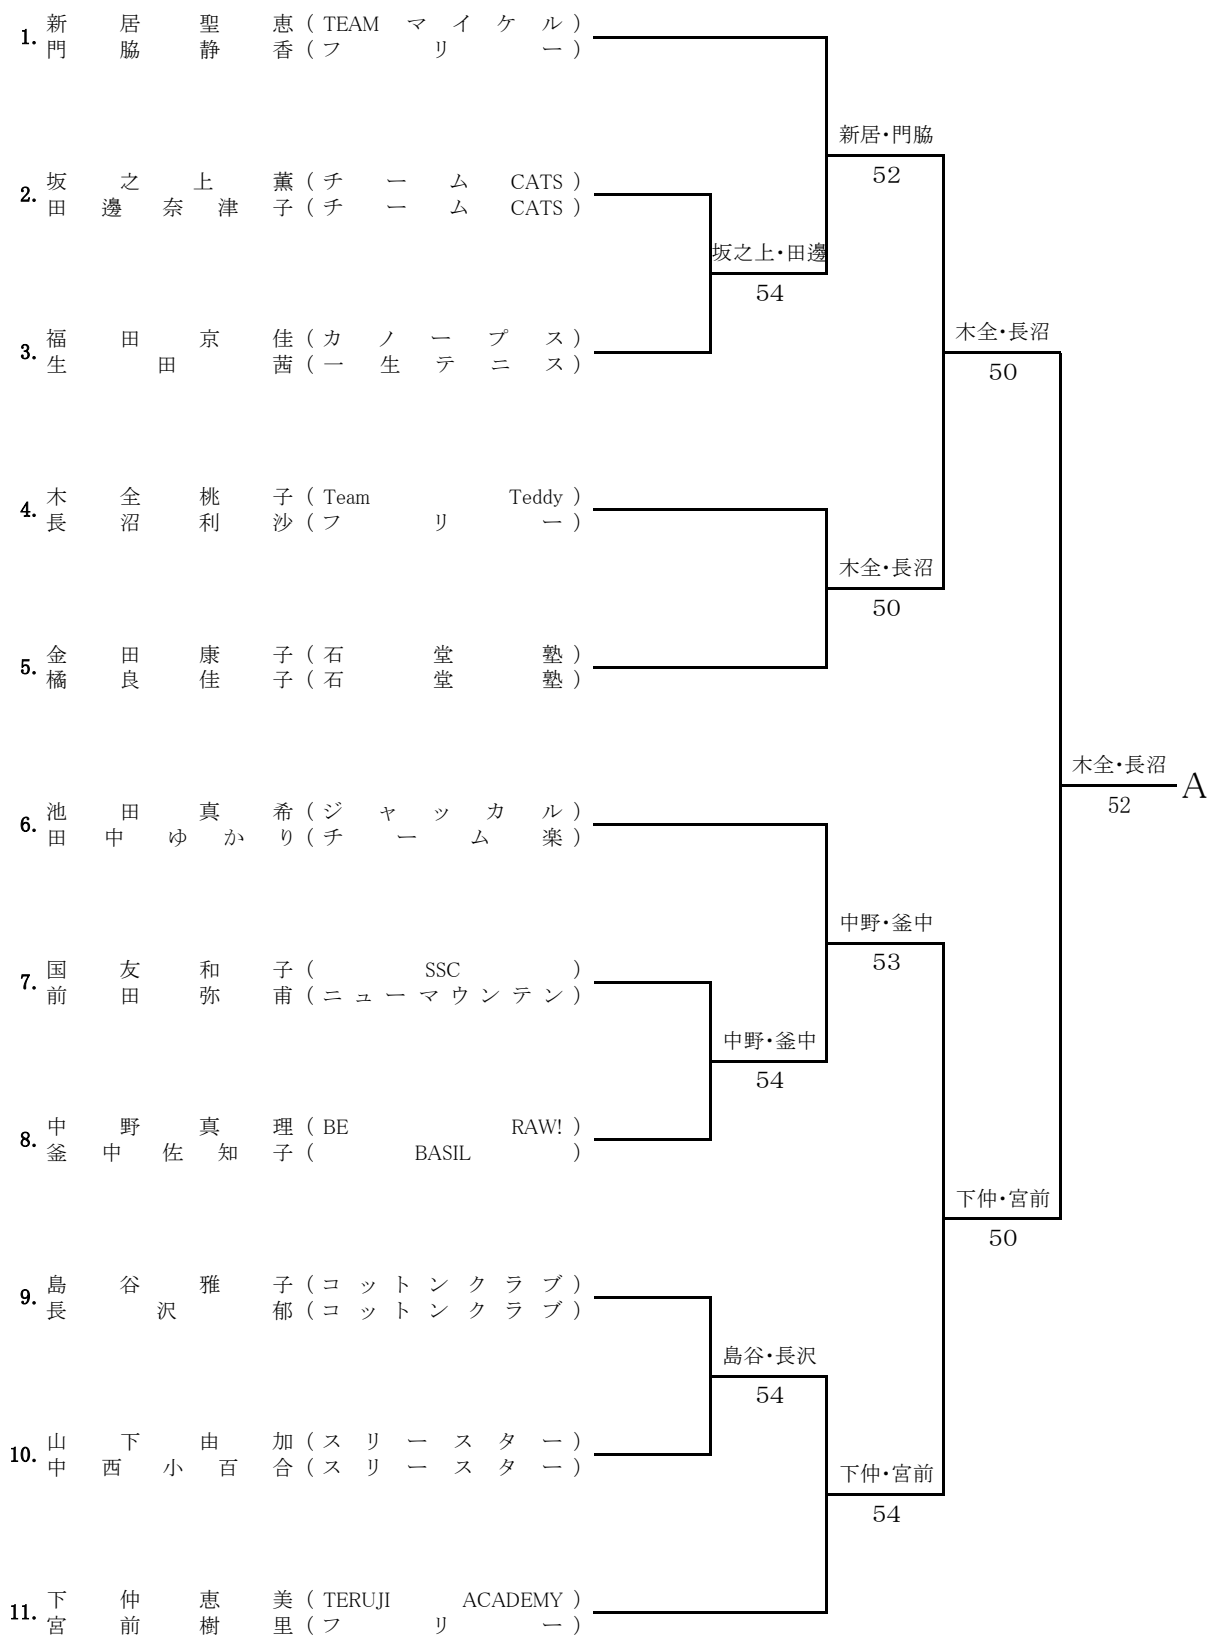 1. 新居聖恵 ( TEAM マイケル )
門脇静香 ( フリー )
新居・門脇
52
2. 坂之上薫 ( チーム CATS )
田邊奈津子 ( チーム CATS )
坂之上・田邊
54
3. 福田京佳 ( カノープス )
生田茜 ( 一生テニス )
木全・長沼
50
4. 木全桃子 ( Team Teddy )
長沼利沙 ( フリー )
木全・長沼
50
5. 金田康子 ( 石堂塾 )
橘良佳子 ( 石堂塾 )
木全・長沼
52
A
6. 池田真希 ( ジャッカル )
田中ゆかり ( チーム楽 )
中野・釜中
53
7. 国友和子 ( SSC )
前田弥甫 ( ニューマウンテン )
中野・釜中
54
8. 中野真理 ( BE RAW! )
釜中佐知子 ( BASIL )
下仲・宮前
50
9. 島谷雅子 ( コットンクラブ )
長沢郁 ( コットンクラブ )
島谷・長沢
54
10. 山下由加 ( スリースター )
中西小百合 ( スリースター )
下仲・宮前
54
11. 下仲恵美 ( TERUJI ACADEMY )
宮前樹里 ( フリー )